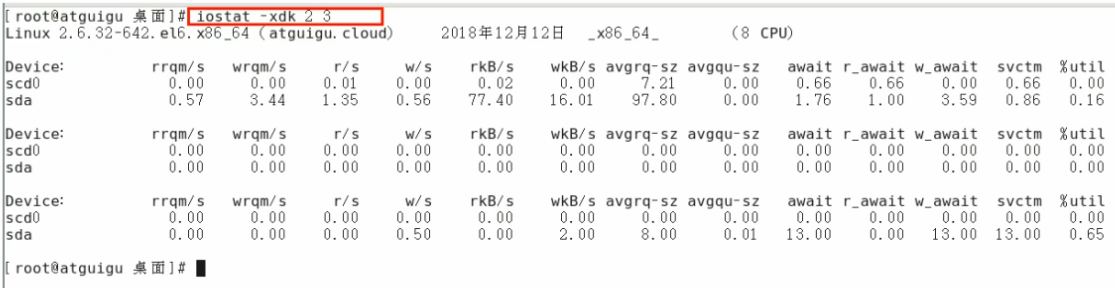 [root@atguigu 桌面]# iostat -xdk 2 3
Linux 2.6.32-642.el6.x86_64 (atguigu.cloud) 2018年12月12日 _x86_64_ (8 CPU)
Device: rrqm/s wrqm/s r/s w/s rkB/s wkB/s avgrq-sz avgqu-sz await r_await w_await svctm %util
scd0 0.00 0.00 0.01 0.00 0.02 0.00 7.21 0.00 0.66 0.66 0.00 0.66 0.00
sda 0.57 3.44 1.35 0.56 77.40 16.01 97.80 0.00 1.76 1.00 3.59 0.86 0.16
Device: rrqm/s wrqm/s r/s w/s rkB/s wkB/s avgrq-sz avgqu-sz await r_await w_await svctm %util
scd0 0.00 0.00 0.00 0.00 0.00 0.00 0.00 0.00 0.00 0.00 0.00 0.00 0.00
sda 0.00 0.00 0.00 0.00 0.00 0.00 0.00 0.00 0.00 0.00 0.00 0.00 0.00
Device: rrqm/s wrqm/s r/s w/s rkB/s wkB/s avgrq-sz avgqu-sz await r_await w_await svctm %util
scd0 0.00 0.00 0.00 0.00 0.00 0.00 0.00 0.00 0.00 0.00 0.00 0.00 0.00
sda 0.00 0.00 0.00 0.50 0.00 2.00 8.00 0.01 13.00 0.00 13.00 13.00 0.65
[root@atguigu 桌面]#